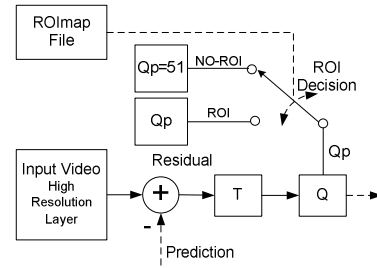 ROImap
File
Qp=51
NO-ROI
ROI
Decision
Qp
ROI
Qp
Input Video
High
Resolution
Layer
Residual
+
-
T
Q
Prediction